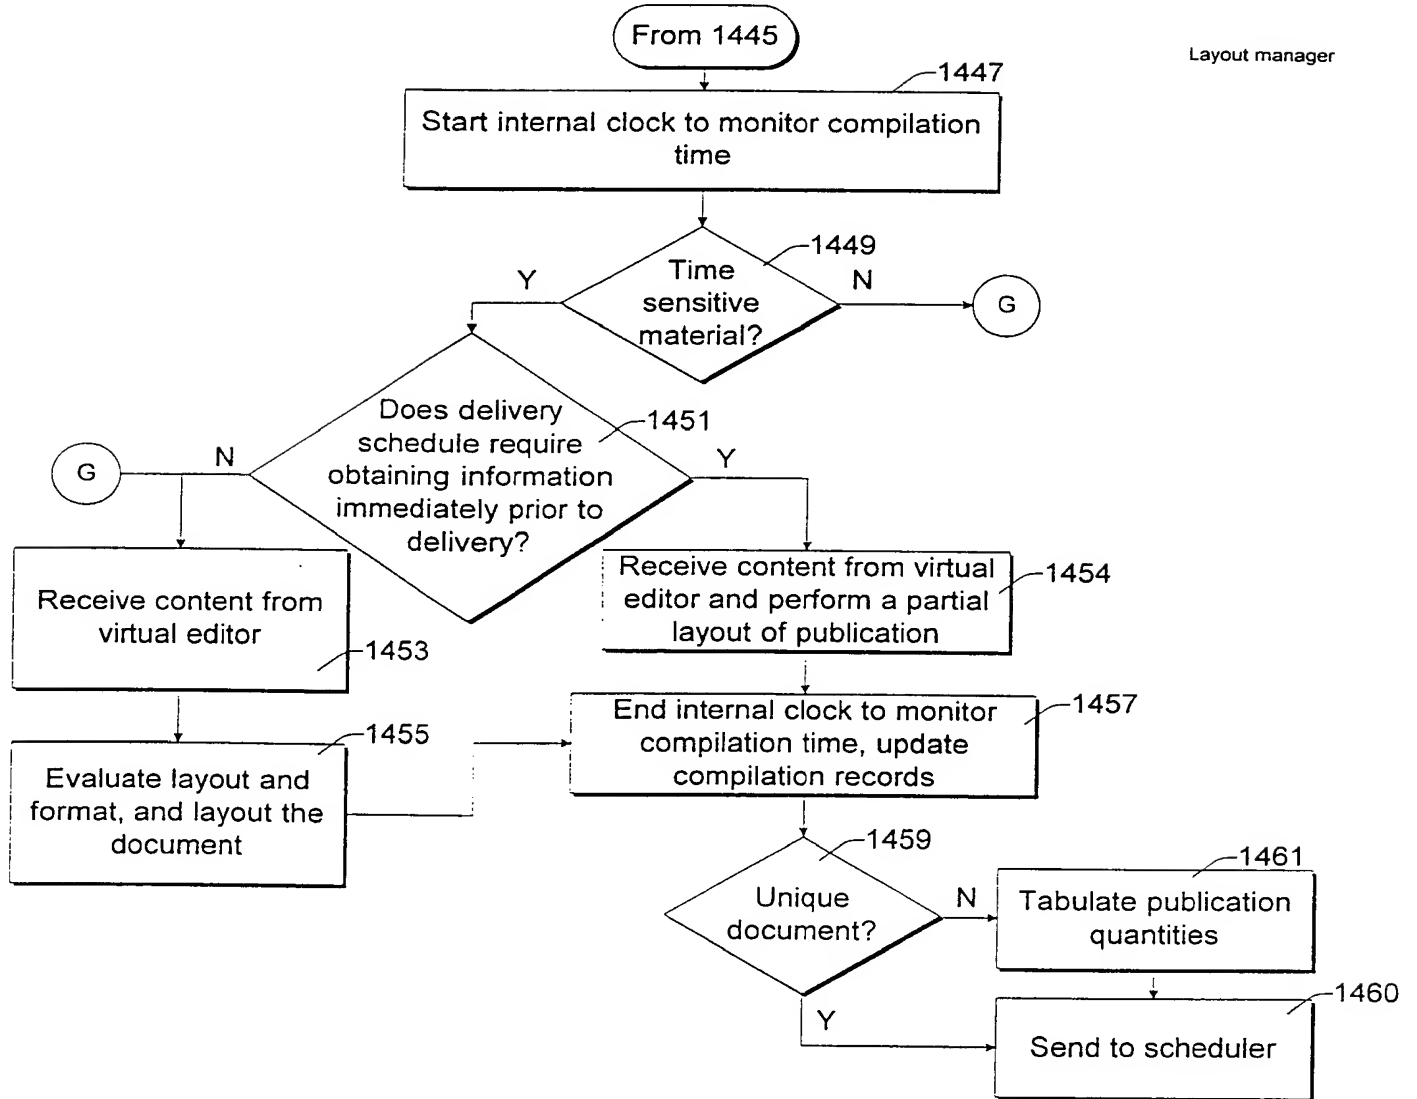 From 1445
Layout manager
1447
Start internal clock to monitor compilation
time
1449
Time
sensitive
material?
Y
N
G
1451
Does delivery
schedule require
obtaining information
immediately prior to
delivery?
G
N
Y
Receive content from
virtual editor
1453
Receive content from virtual
editor and perform a partial
layout of publication
1454
1455
Evaluate layout and
format, and layout the
document
End internal clock to monitor
compilation time, update
compilation records
1457
1459
Unique
document?
N
Y
1461
Tabulate publication
quantities
1460
Send to scheduler